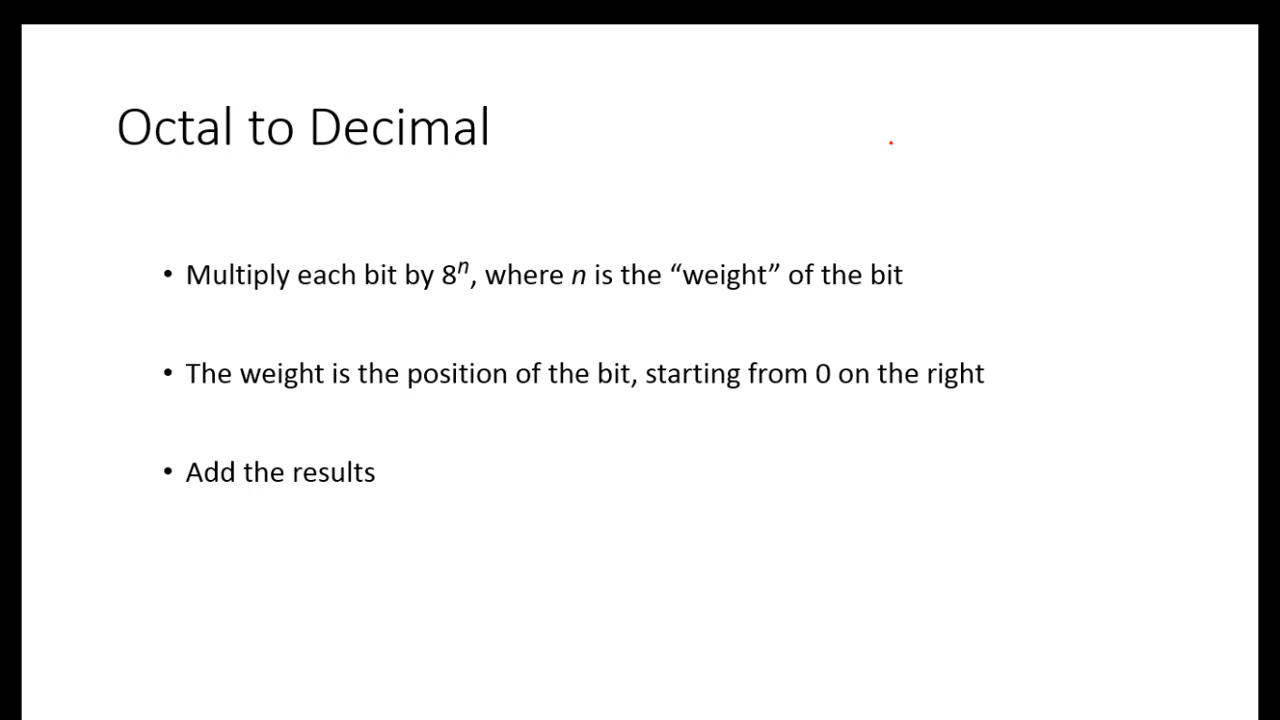 Octal to Decimal
• Multiply each bit by 8ⁿ, where n is the “weight” of the bit
• The weight is the position of the bit, starting from 0 on the right
• Add the results